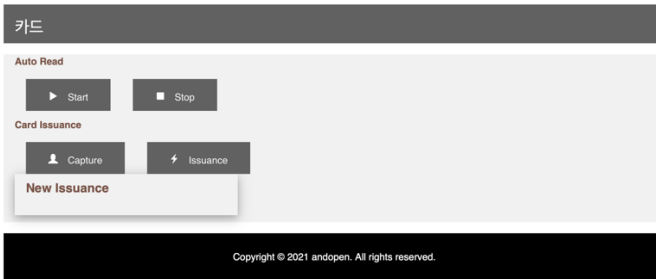 카드
Auto Read
Start Stop
Card Issuance
Capture Issuance
New Issuance
Copyright © 2021 andopen. All rights reserved.